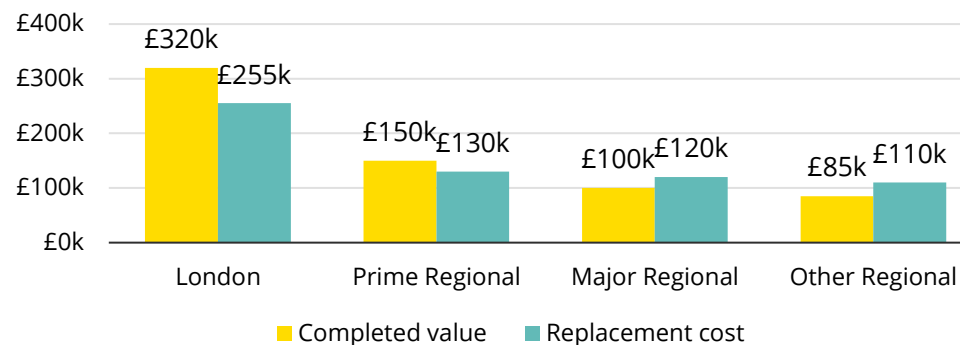 £400k
£320k
£300k
£255k
£200k
£150k
£130k
£100k
£120k
£110k
£85k
£100k
£0k
London Prime Regional Major Regional Other Regional
Completed value Replacement cost